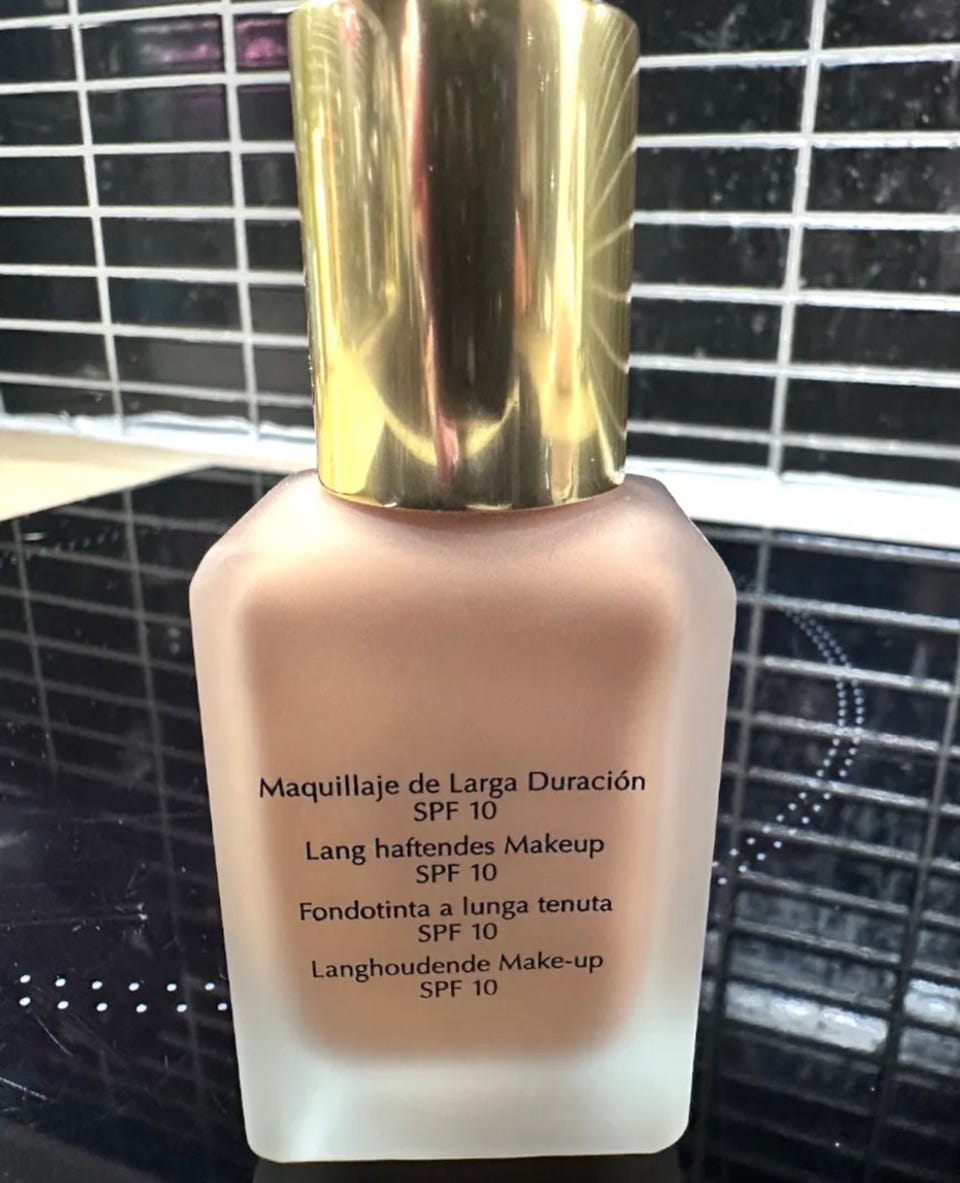 Maquillaje de Larga Duración
SPF 10
Lang haftendes Makeup
SPF 10
Fondotinta a lunga tenuta
SPF 10
Langhoudende Make-up
SPF 10